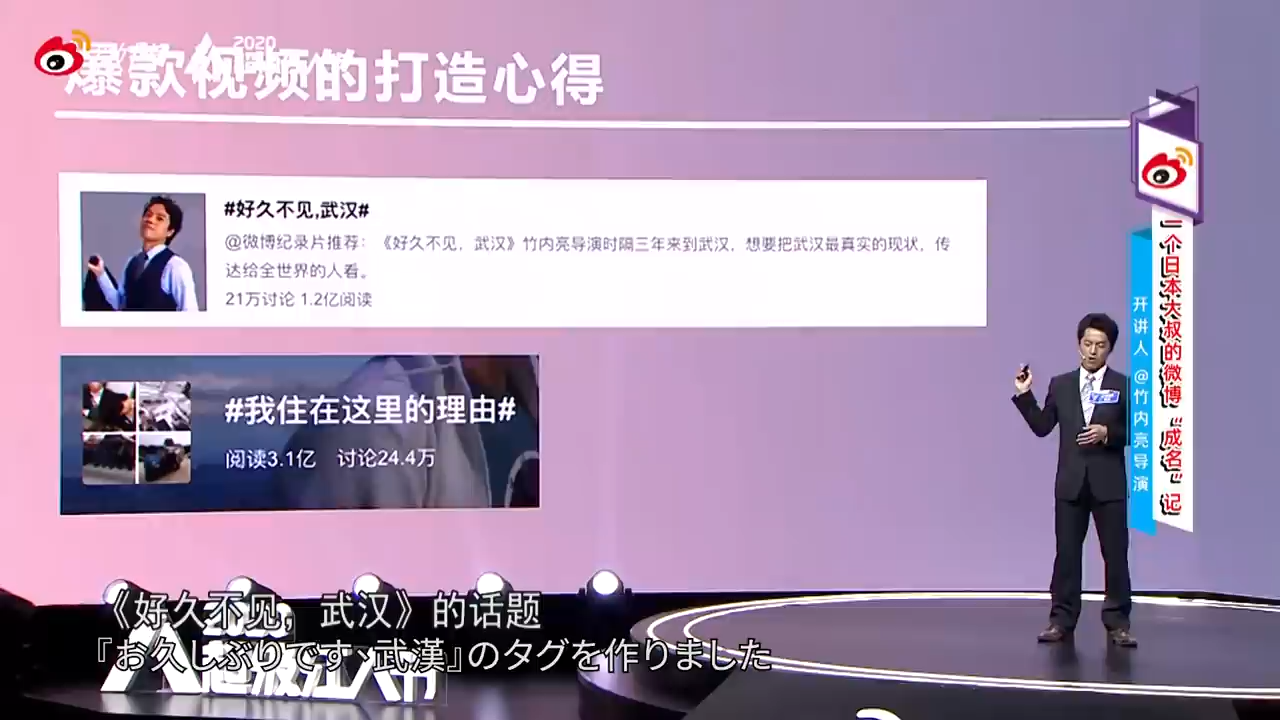 2020
爆款视频的打造心得
#好久不见,武汉#
@微博纪录片推荐：《好久不见，武汉》竹内亮导演时隔三年来到武汉，想要把武汉最真实的现状，传
达给全世界的人看。
21万讨论 1.2亿阅读
#我住在这里的理由#
阅读3.1亿 讨论24.4万
一个日本大叔的微博“成名”记
开讲人@竹内亮导演
《好久不见，武汉》的话题
『お久しぶりです、武漢』のタグを作りました